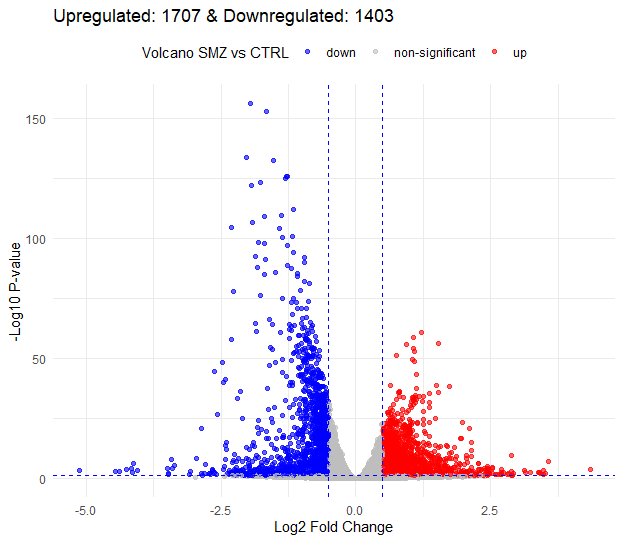 Upregulated: 1707 & Downregulated: 1403
Volcano SMZ vs CTRL down non-significant up
150
100
50
0
-Log10 P-value
-5.0 -2.5 0.0 2.5
Log2 Fold Change